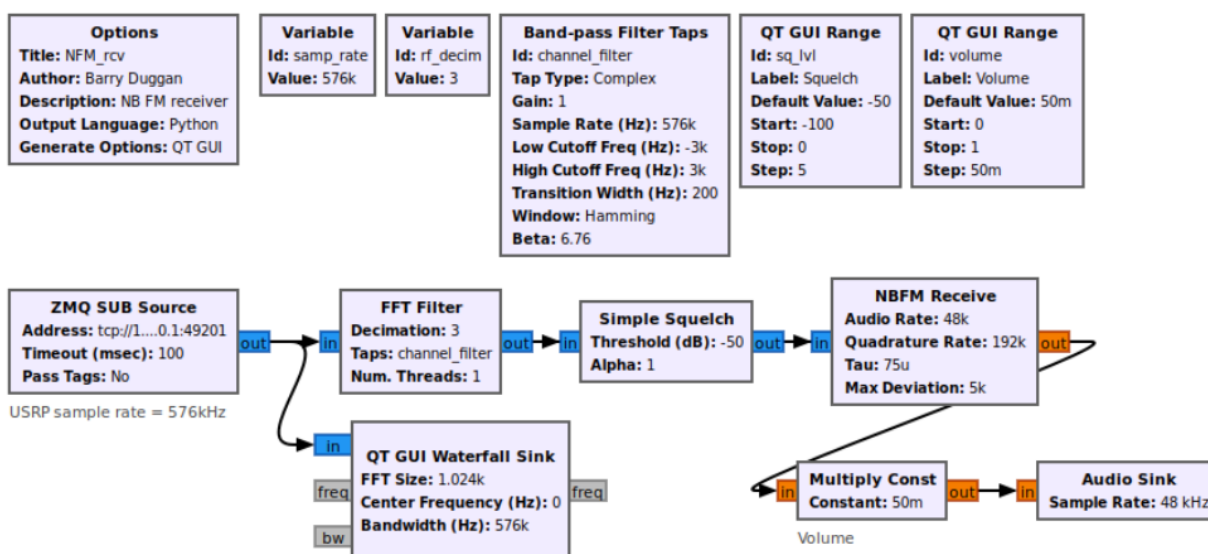 Options
Title: NFM_rcv
Author: Barry Duggan
Description: NB FM receiver
Output Language: Python
Generate Options: QT GUI
Variable
Id: samp_rate
Value: 576k
Variable
Id: rf_decim
Value: 3
Band-pass Filter Taps
Id: channel_filter
Tap Type: Complex
Gain: 1
Sample Rate (Hz): 576k
Low Cutoff Freq (Hz): -3k
High Cutoff Freq (Hz): 3k
Transition Width (Hz): 200
Window: Hamming
Beta: 6.76
QT GUI Range
Id: sq_lvl
Label: Squelch
Default Value: -50
Start: -100
Stop: 0
Step: 5
QT GUI Range
Id: volume
Label: Volume
Default Value: 50m
Start: 0
Stop: 1
Step: 50m
ZMQ SUB Source
Address: tcp://1....0.1:49201
Timeout (msec): 100
Pass Tags: No
out
USRP sample rate = 576kHz
in
FFT Filter
Decimation: 3
Taps: channel_filter
Num. Threads: 1
out
in
Simple Squelch
Threshold (dB): -50
Alpha: 1
out
in
NBFM Receive
Audio Rate: 48k
Quadrature Rate: 192k
Tau: 75u
Max Deviation: 5k
out
in
freq
bw
QT GUI Waterfall Sink
FFT Size: 1.024k
Center Frequency (Hz): 0
Bandwidth (Hz): 576k
freq
in
Multiply Const
Constant: 50m
out
Volume
in
Audio Sink
Sample Rate: 48 kHz